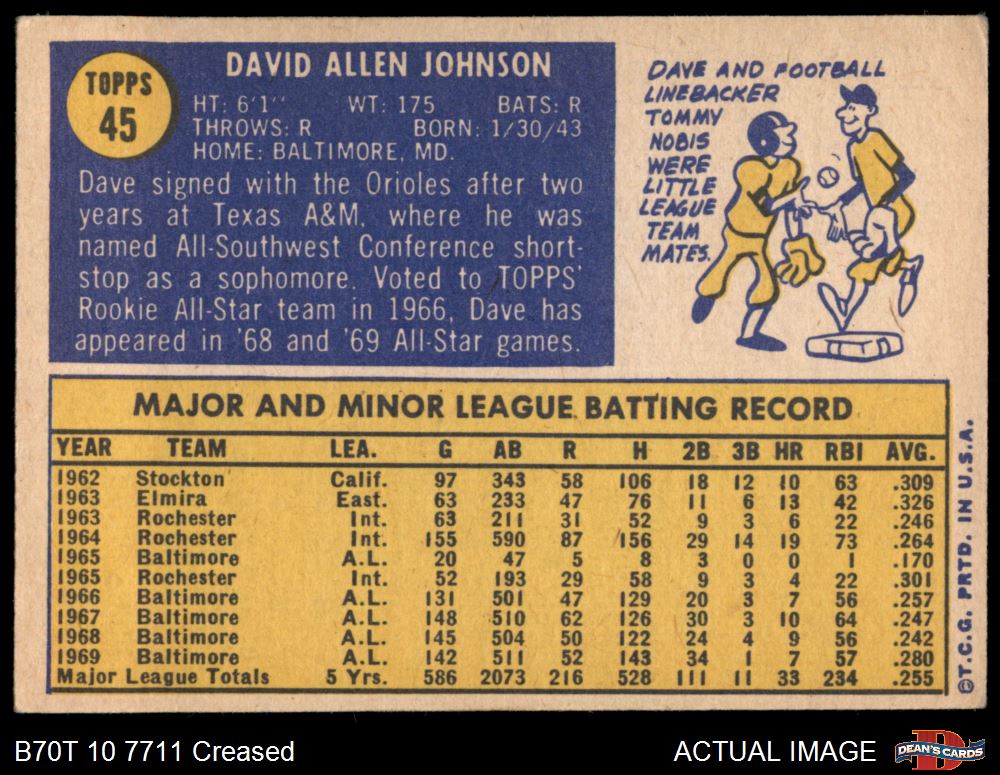 TOPPS
45
DAVID ALLEN JOHNSON
HT: 6'1" WT: 175 BATS: R
THROWS: R BORN: 1/30/43
HOME: BALTIMORE, MD.
Dave signed with the Orioles after two
years at Texas A&M, where he was
named All-Southwest Conference short-
stop as a sophomore. Voted to TOPPS'
Rookie All-Star team in 1966, Dave has
appeared in '68 and '69 All-Star games.
DAVE AND FOOTBALL
LINEBACKER
TOMMY
NOBIS
WERE
LITTLE
LEAGUE
TEAM
MATES.
MAJOR AND MINOR LEAGUE BATTING RECORD
YEAR TEAM LEA. G AB R H 2B 3B HR RBI AVG.
1962 Stockton Calif. 97 343 58 106 18 12 10 63 .309
1963 Elmira East. 63 233 47 76 11 6 13 42 .326
1963 Rochester Int. 63 211 31 52 9 3 6 22 .246
1964 Rochester Int. 155 590 87 156 29 14 19 73 .264
1965 Baltimore A.L. 20 47 5 8 3 0 0 1 .170
1965 Rochester Int. 52 193 29 58 9 3 4 22 .301
1966 Baltimore A.L. 131 501 47 129 20 3 7 56 .257
1967 Baltimore A.L. 148 510 62 126 30 3 10 64 .247
1968 Baltimore A.L. 145 504 50 122 24 4 9 56 .242
1969 Baltimore A.L. 142 511 52 143 34 1 7 57 .280
Major League Totals 5 Yrs. 586 2073 216 528 111 11 33 234 .255
©T.C.G. PRTD. IN U.S.A.
B70T 10 7711 Creased
ACTUAL IMAGE
DEAN'S CARDS